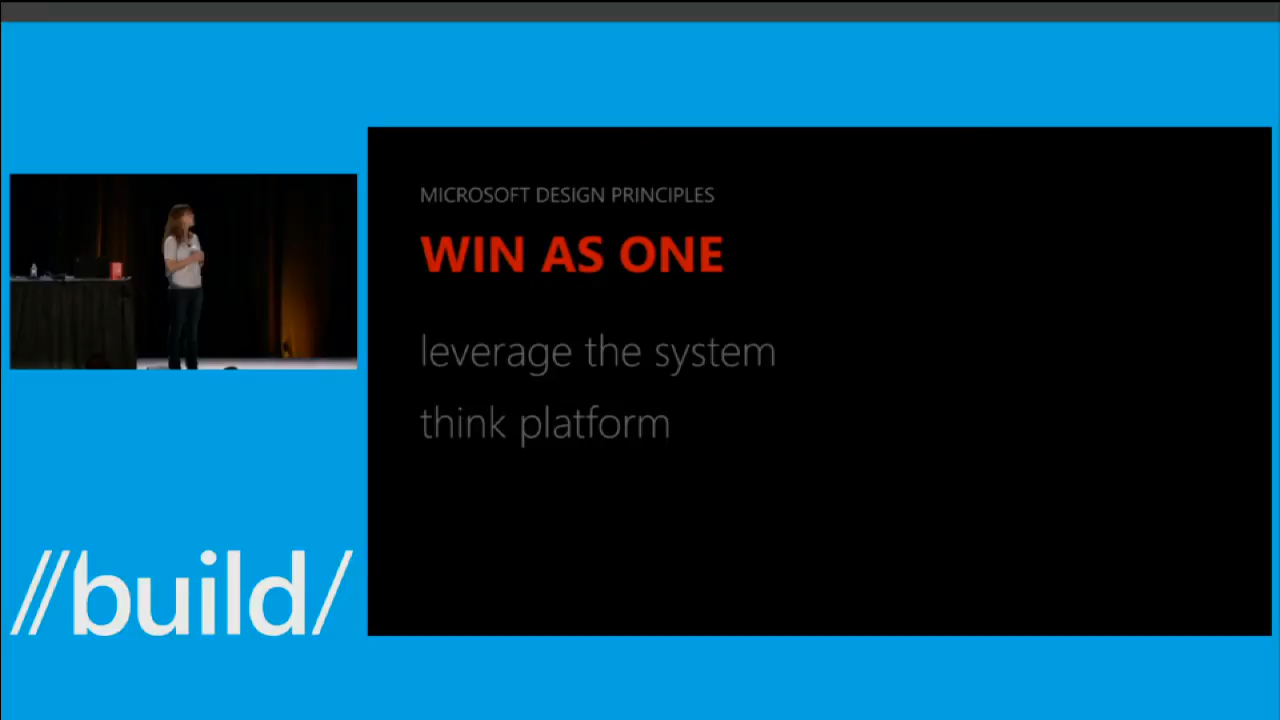 MICROSOFT DESIGN PRINCIPLES
WIN AS ONE
leverage the system
think platform
//build/